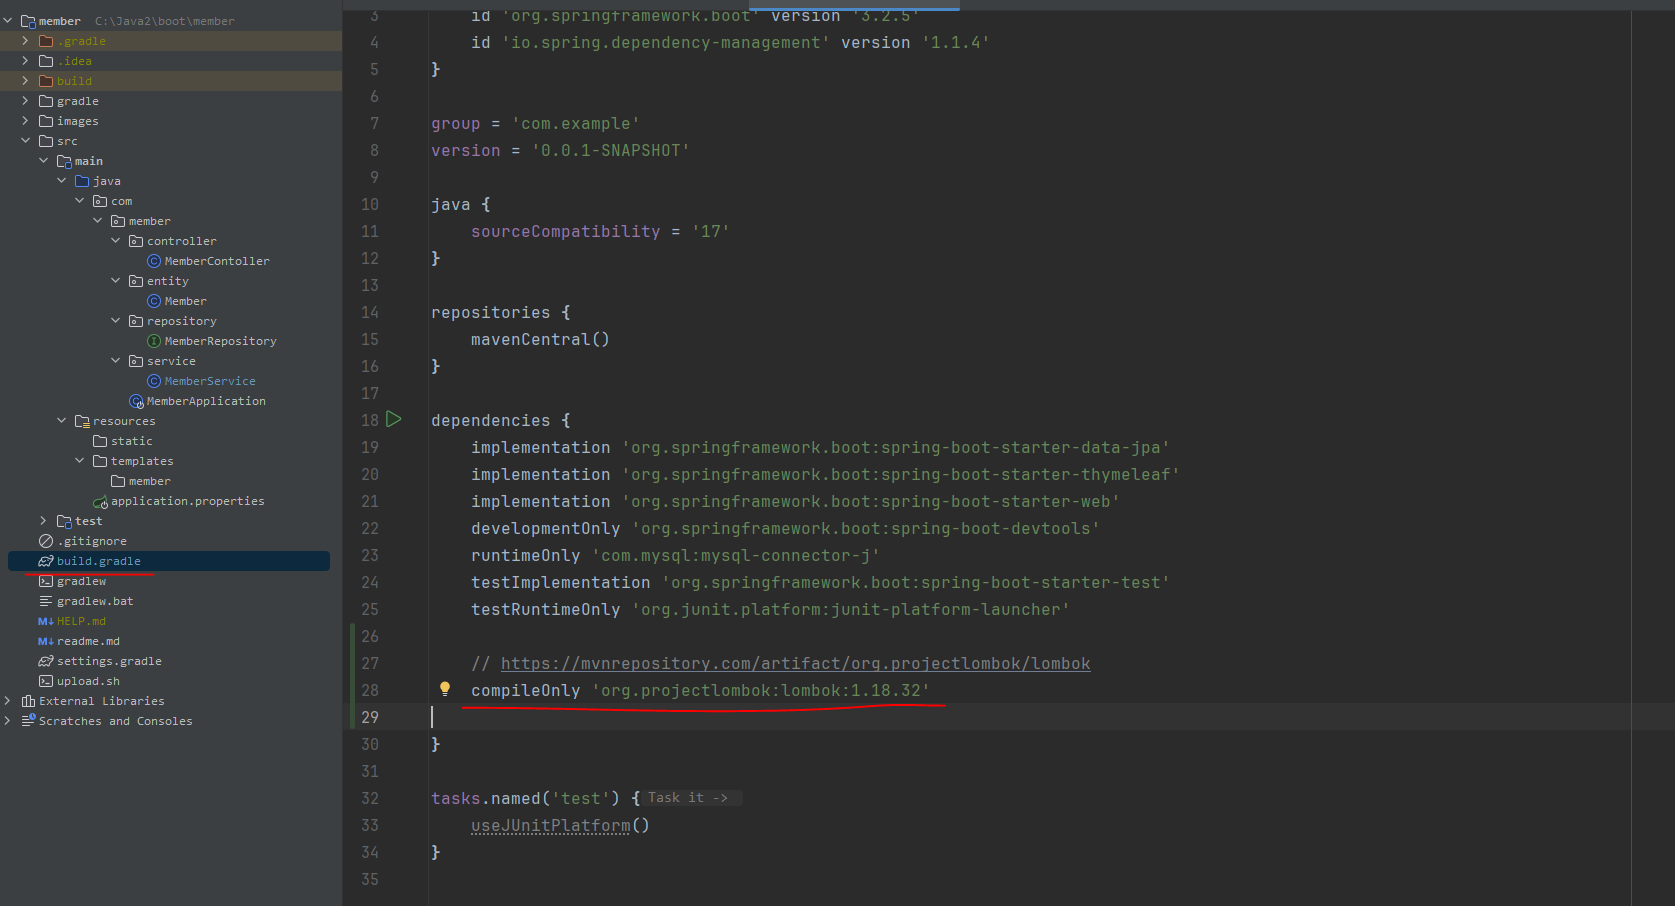 member C:\Java2\boot\member
.gradle
.idea
build
gradle
images
src
main
java
com
member
controller
MemberContoller
entity
Member
repository
MemberRepository
service
MemberService
MemberApplication
resources
static
templates
member
application.properties
test
.gitignore
build.gradle
gradlew
gradlew.bat
HELP.md
readme.md
settings.gradle
upload.sh
External Libraries
Scratches and Consoles
3 id 'org.springframework.boot' version '3.2.5'
4 id 'io.spring.dependency-management' version '1.1.4'
5 }
6
7 group = 'com.example'
8 version = '0.0.1-SNAPSHOT'
9
10 java {
11 sourceCompatibility = '17'
12 }
13
14 repositories {
15 mavenCentral()
16 }
17
18 dependencies {
19 implementation 'org.springframework.boot:spring-boot-starter-data-jpa'
20 implementation 'org.springframework.boot:spring-boot-starter-thymeleaf'
21 implementation 'org.springframework.boot:spring-boot-starter-web'
22 developmentOnly 'org.springframework.boot:spring-boot-devtools'
23 runtimeOnly 'com.mysql:mysql-connector-j'
24 testImplementation 'org.springframework.boot:spring-boot-starter-test'
25 testRuntimeOnly 'org.junit.platform:junit-platform-launcher'
26
27 // https://mvnrepository.com/artifact/org.projectlombok/lombok
28 compileOnly 'org.projectlombok:lombok:1.18.32'
29
30 }
31
32 tasks.named('test') { Task it ->
33 useJUnitPlatform()
34 }
35